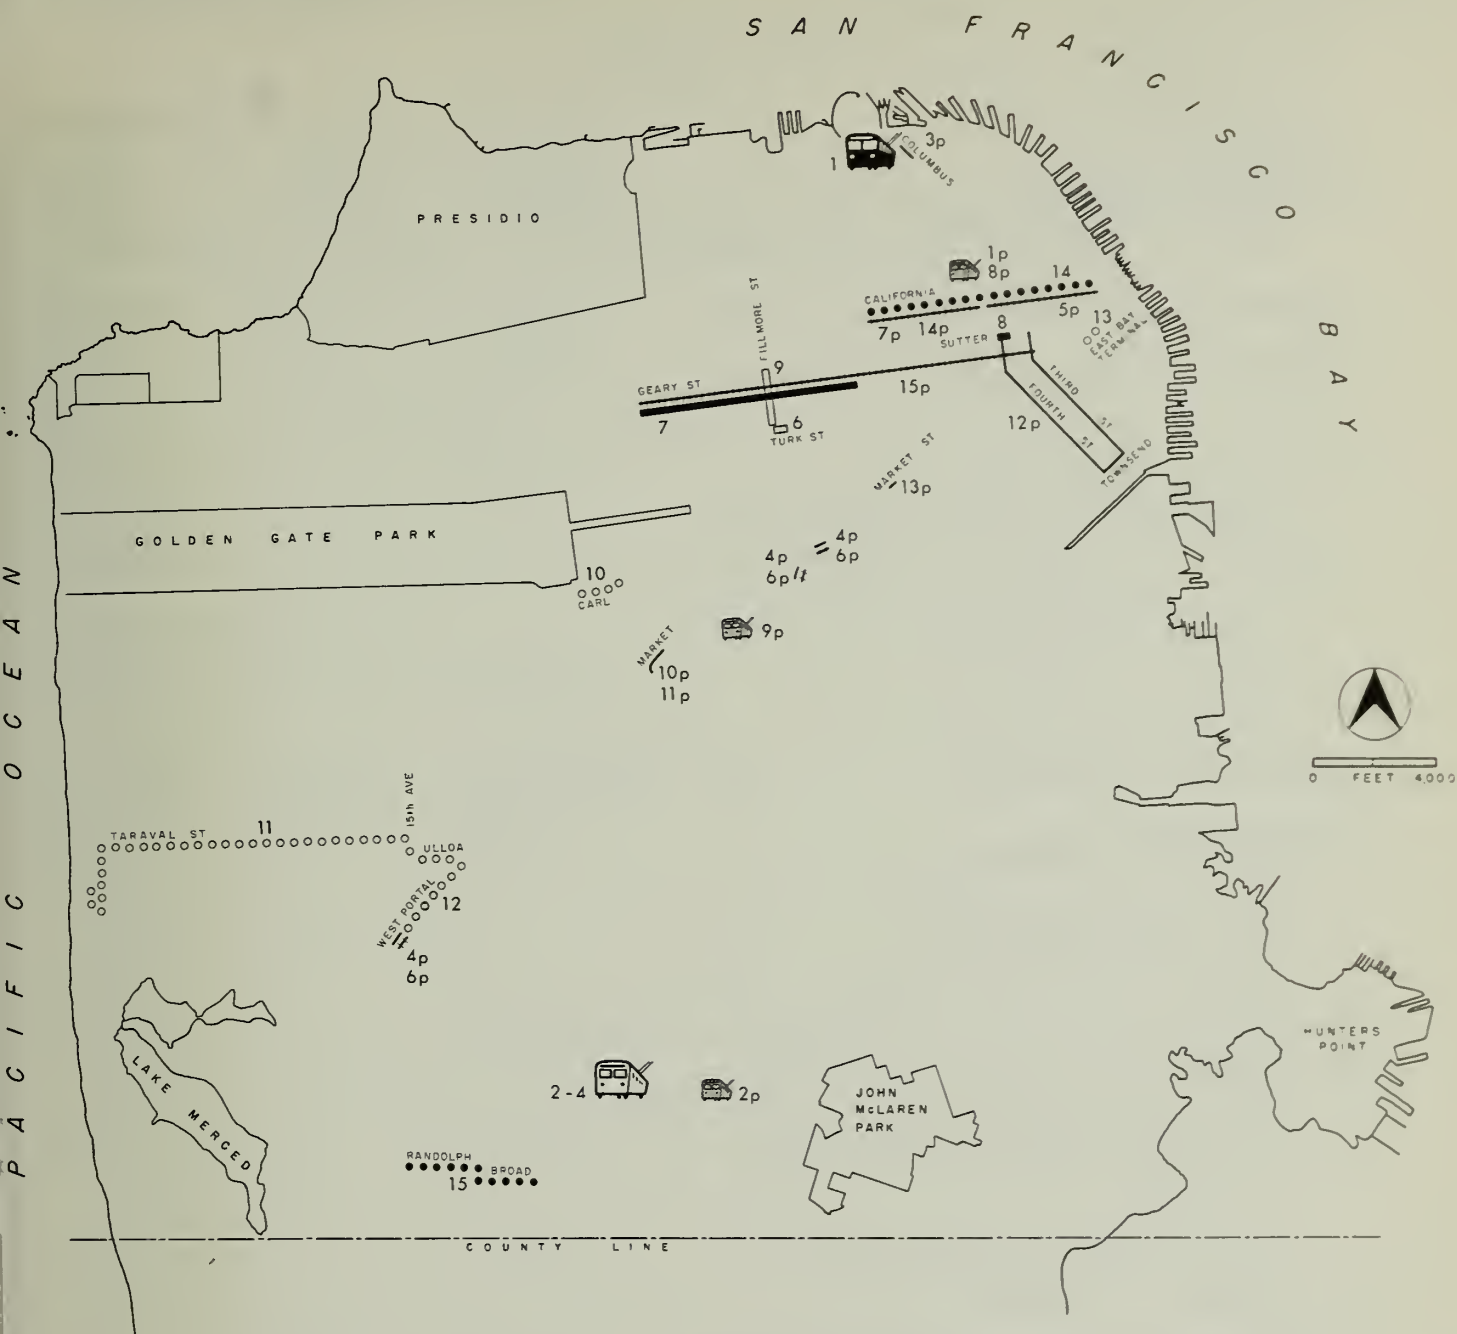 SAN FRANCISCO BAY
3p
COLUMBUS
1
PRESIDIO
1p
8p
14
CALIFORNIA
5p
13
EAST BAY
TERMINAL
7p 14p
8
SUTTER
FILLMORE ST
9
GEARY ST
15p
THIRD ST
FOURTH ST
7
6
TURK ST
12p
MARKET ST
13p
TOWNSEND
GOLDEN GATE PARK
4p
6p
4p
6p
10
CARL
9p
MARKET
10p
11p
PACIFIC OCEAN
0 FEET 4,000
15th AVE
TARAVAL ST
11
ULLOA
WEST PORTAL
12
4p
6p
HUNTERS
POINT
LAKE MERCED
2-4
2p
JOHN
McLAREN
PARK
RANDOLPH
BROAD
15
COUNTY LINE